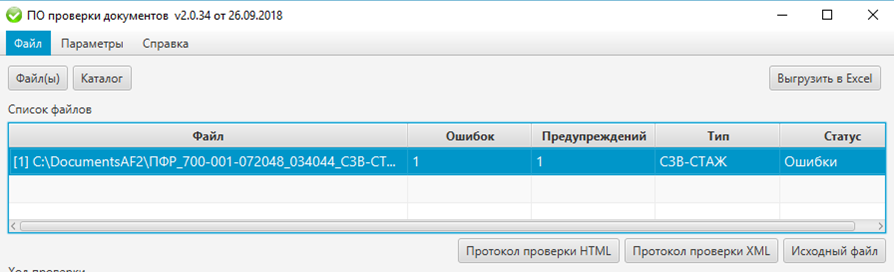 ПО проверки документов v2.0.34 от 26.09.2018
Файл Параметры Справка
Файл(ы) Каталог Выгрузить в Excel
Список файлов
Файл Ошибок Предупреждений Тип Статус
[1] C:\DocumentsAF2\ПФР_700-001-072048_034044_СЗВ-СТ... 1 1 СЗВ-СТАЖ Ошибки
Протокол проверки HTML Протокол проверки XML Исходный файл
Ход проверки